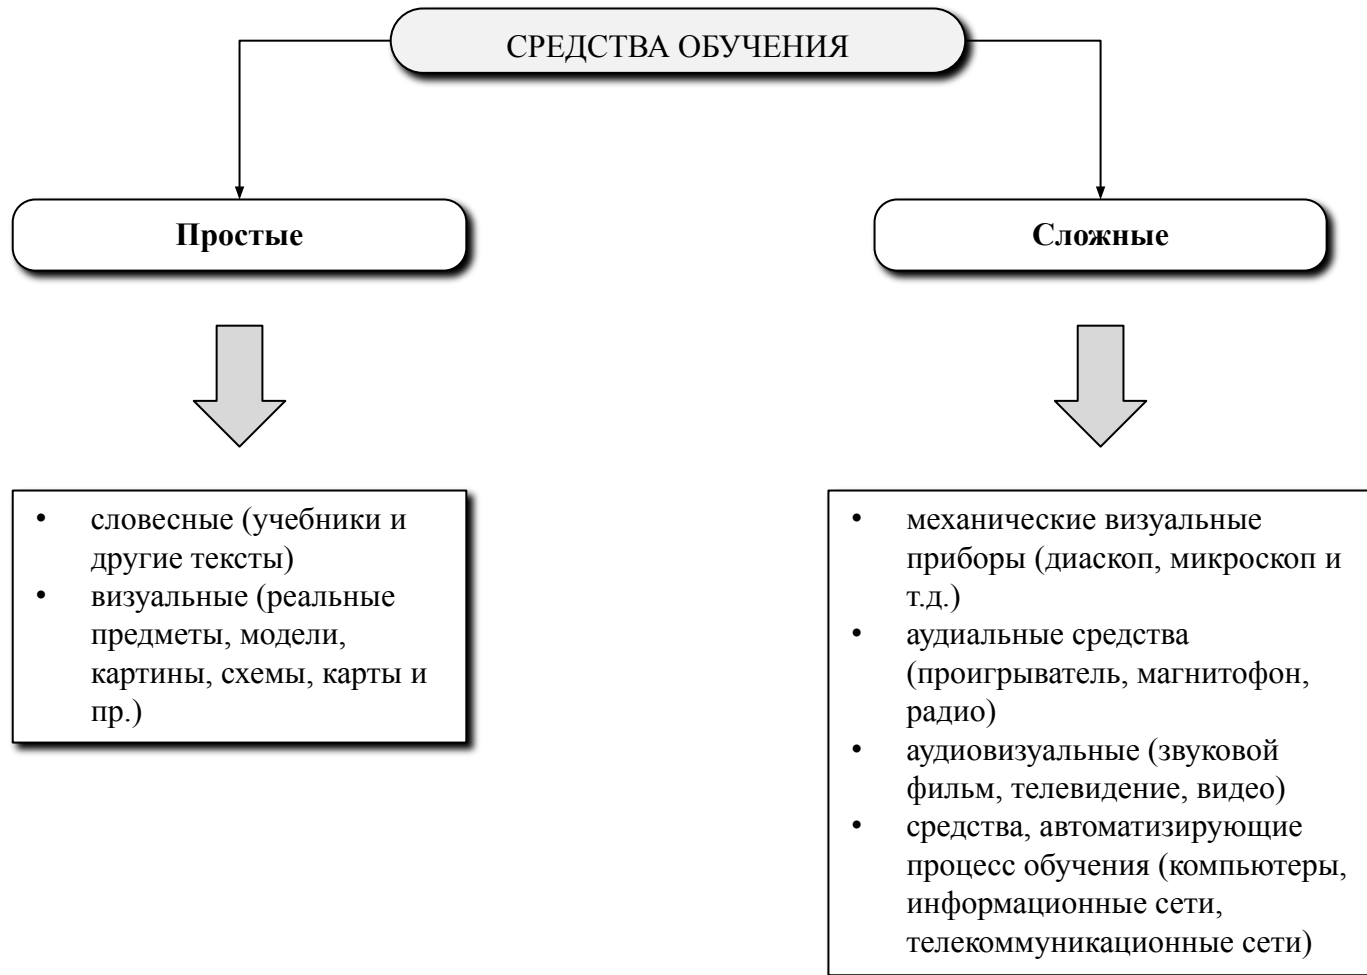 СРЕДСТВА ОБУЧЕНИЯ
Простые
Сложные
• словесные (учебники и
другие тексты)
• визуальные (реальные
предметы, модели,
картины, схемы, карты и
пр.)
• механические визуальные
приборы (диаскоп, микроскоп и
т.д.)
• аудиальные средства
(проигрыватель, магнитофон,
радио)
• аудиовизуальные (звуковой
фильм, телевидение, видео)
• средства, автоматизирующие
процесс обучения (компьютеры,
информационные сети,
телекоммуникационные сети)